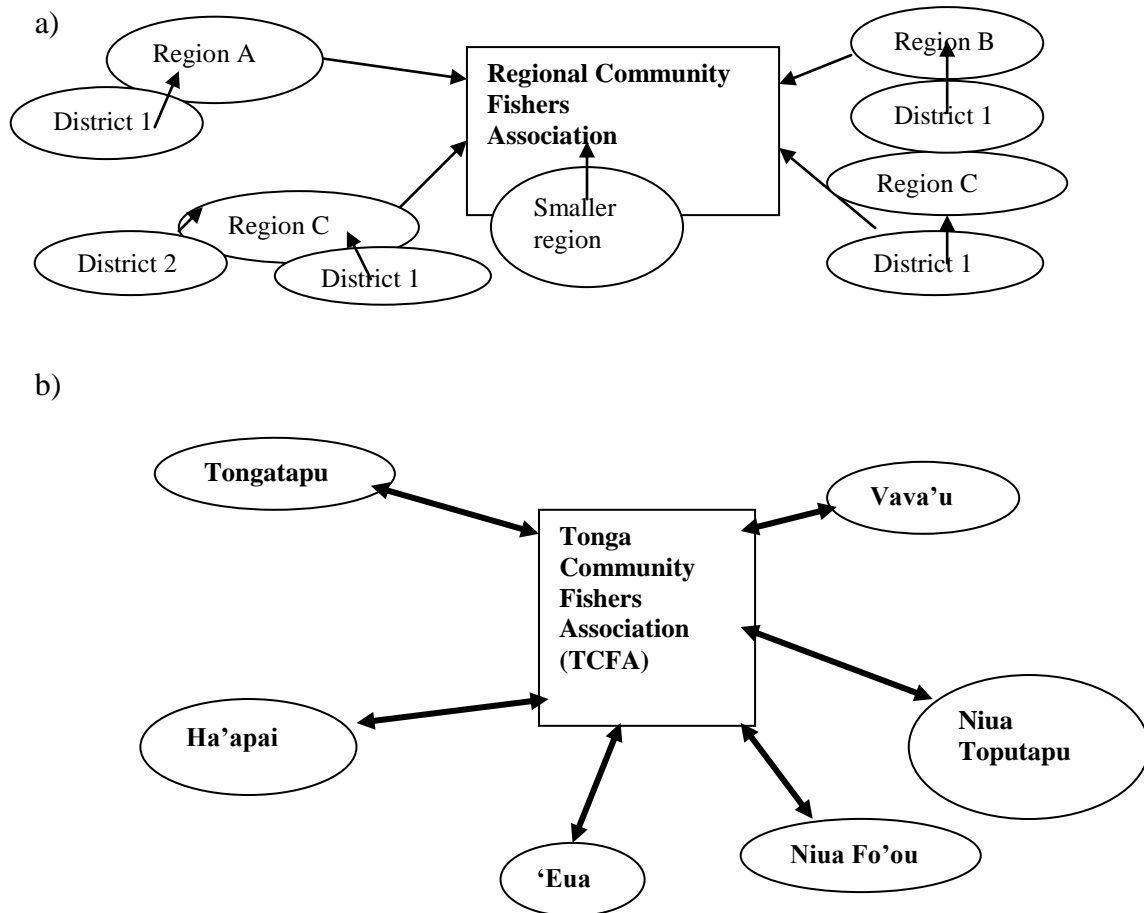 a)
Region A
District 1
Regional Community
Fishers
Association
Region B
District 1
Region C
District 1
Region C
District 2
District 1
Smaller
region
b)
Tongatapu
Vava’u
Tonga
Community
Fishers
Association
(TCFA)
Ha’apai
Niua
Toputapu
‘Eua
Niua Fo’ou